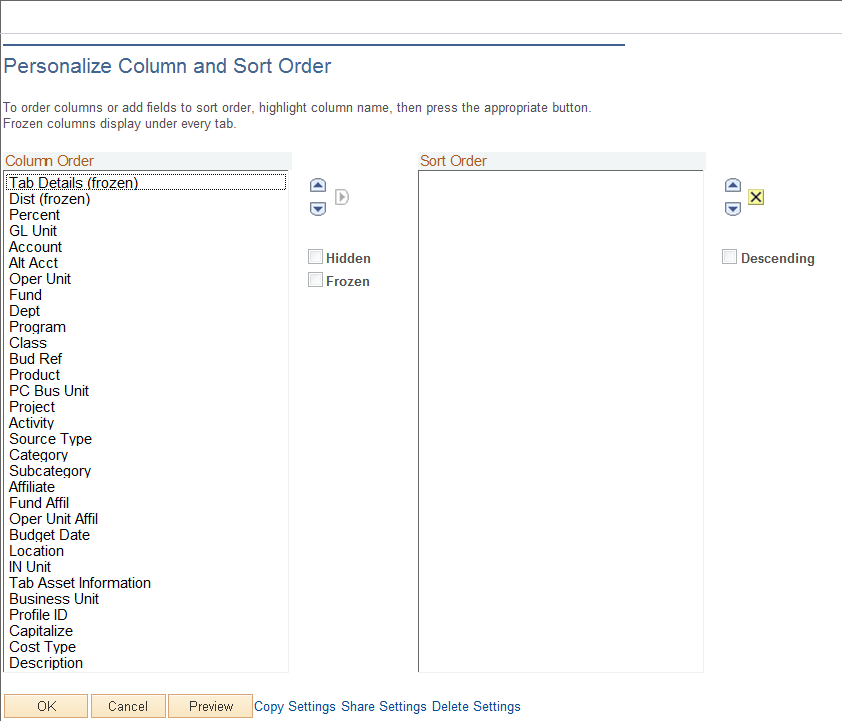 Personalize Column and Sort Order
To order columns or add fields to sort order, highlight column name, then press the appropriate button.
Frozen columns display under every tab.
Column Order
Tab Details (frozen)
Dist (frozen)
Percent
GL Unit
Account
Alt Acct
Oper Unit
Fund
Dept
Program
Class
Bud Ref
Product
PC Bus Unit
Project
Activity
Source Type
Category
Subcategory
Affiliate
Fund Affil
Oper Unit Affil
Budget Date
Location
IN Unit
Tab Asset Information
Business Unit
Profile ID
Capitalize
Cost Type
Description
Hidden
Frozen
Sort Order
Descending
OK Cancel Preview Copy Settings Share Settings Delete Settings